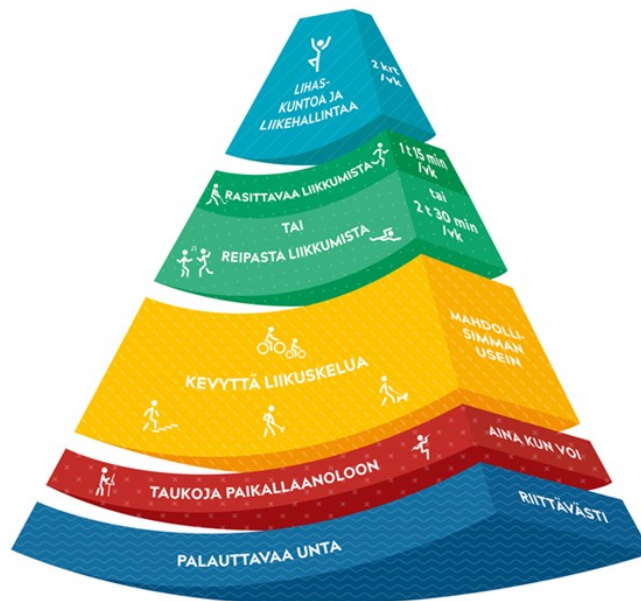 LIHAS-
KUNTOA JA
LIIKEHALLINTAA
2 krt
/vk
RASITTAVAA LIIKKUMISTA
1 t 15 min
/vk
TAI
REIPASTA LIIKKUMISTA
tai
2 t 30 min
/vk
KEVYTTÄ LIIKUSKELUA
MAHDOLLI-
SIMMAN
USEIN
TAUKOJA PAIKALLAANOLOON
AINA KUN VOI
PALAUTTAVAA UNTA
RIITTÄVÄSTI